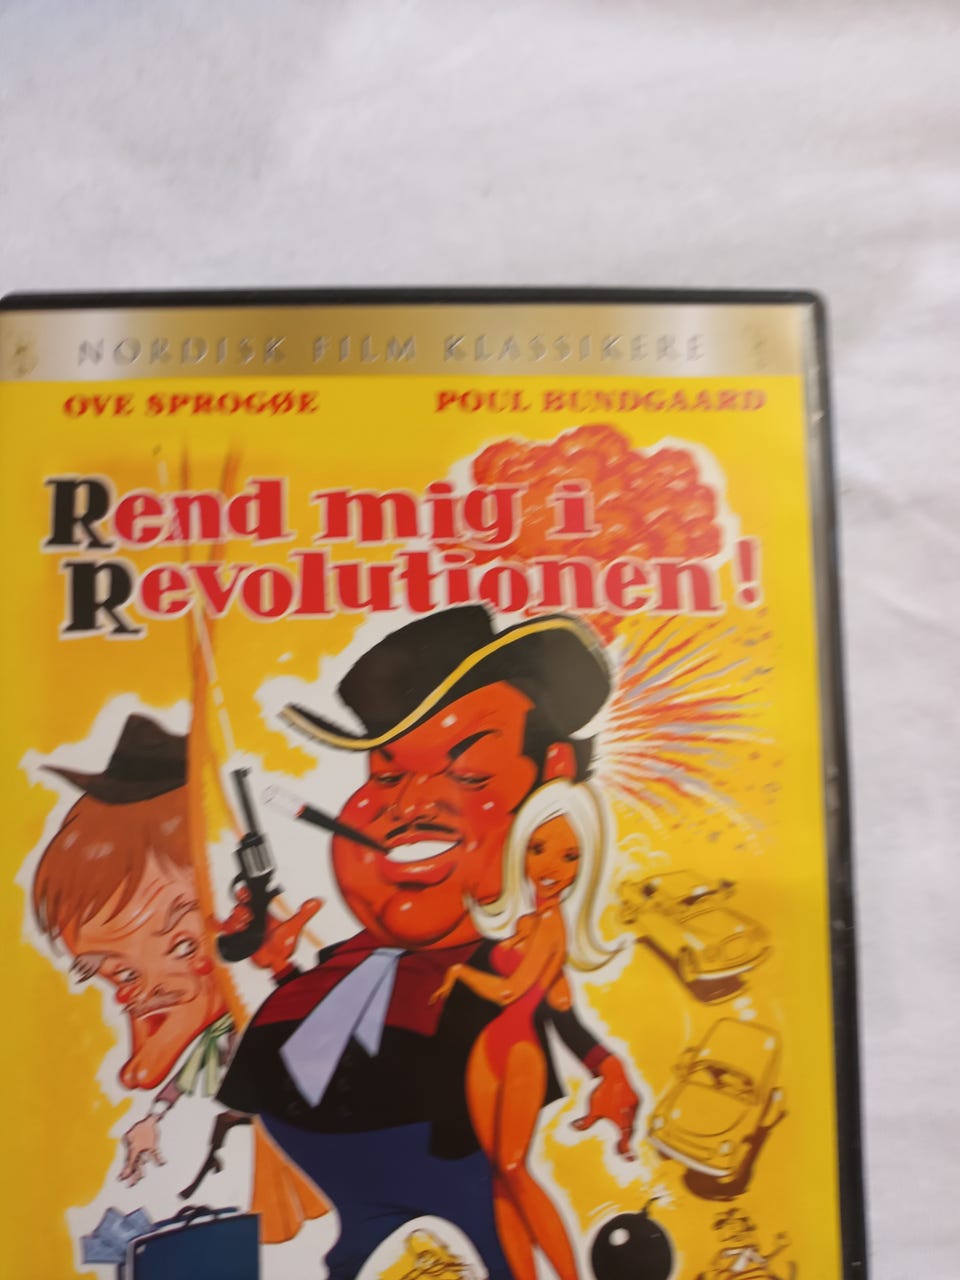 NORDISK FILM KLASSIKERE
OVE SPROGØE POUL BUNDGAARD
Rend mig i
Revolutionen!